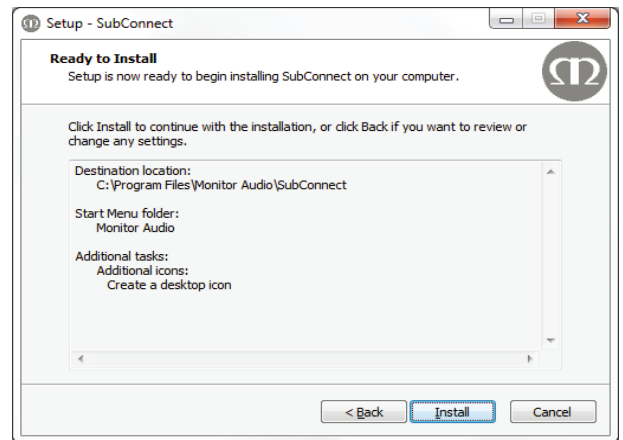 Setup - SubConnect
Ready to Install
Setup is now ready to begin installing SubConnect on your computer.
Click Install to continue with the installation, or click Back if you want to review or
change any settings.
Destination location:
C:\Program Files\Monitor Audio\SubConnect
Start Menu folder:
Monitor Audio
Additional tasks:
Additional icons:
Create a desktop icon
< Back Install Cancel